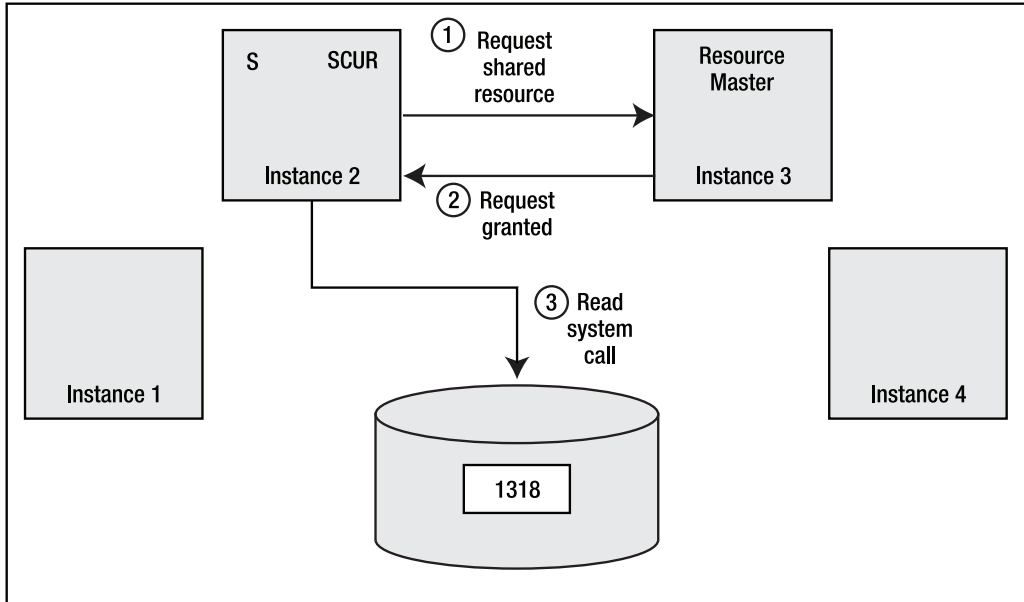 S SCUR
Instance 2
1 Request
shared
resource
Resource
Master
Instance 3
2 Request
granted
Instance 1
3 Read
system
call
Instance 4
1318